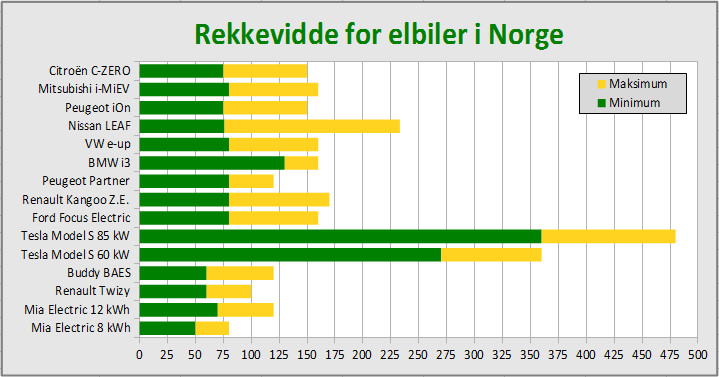 Rekkevidde for elbiler i Norge
Citroën C-ZERO
Mitsubishi i-MiEV
Peugeot iOn
Nissan LEAF
VW e-up
BMW i3
Peugeot Partner
Renault Kangoo Z.E.
Ford Focus Electric
Tesla Model S 85 kW
Tesla Model S 60 kW
Buddy BAES
Renault Twizy
Mia Electric 12 kWh
Mia Electric 8 kWh
Maksimum
Minimum
0 25 50 75 100 125 150 175 200 225 250 275 300 325 350 375 400 425 450 475 500